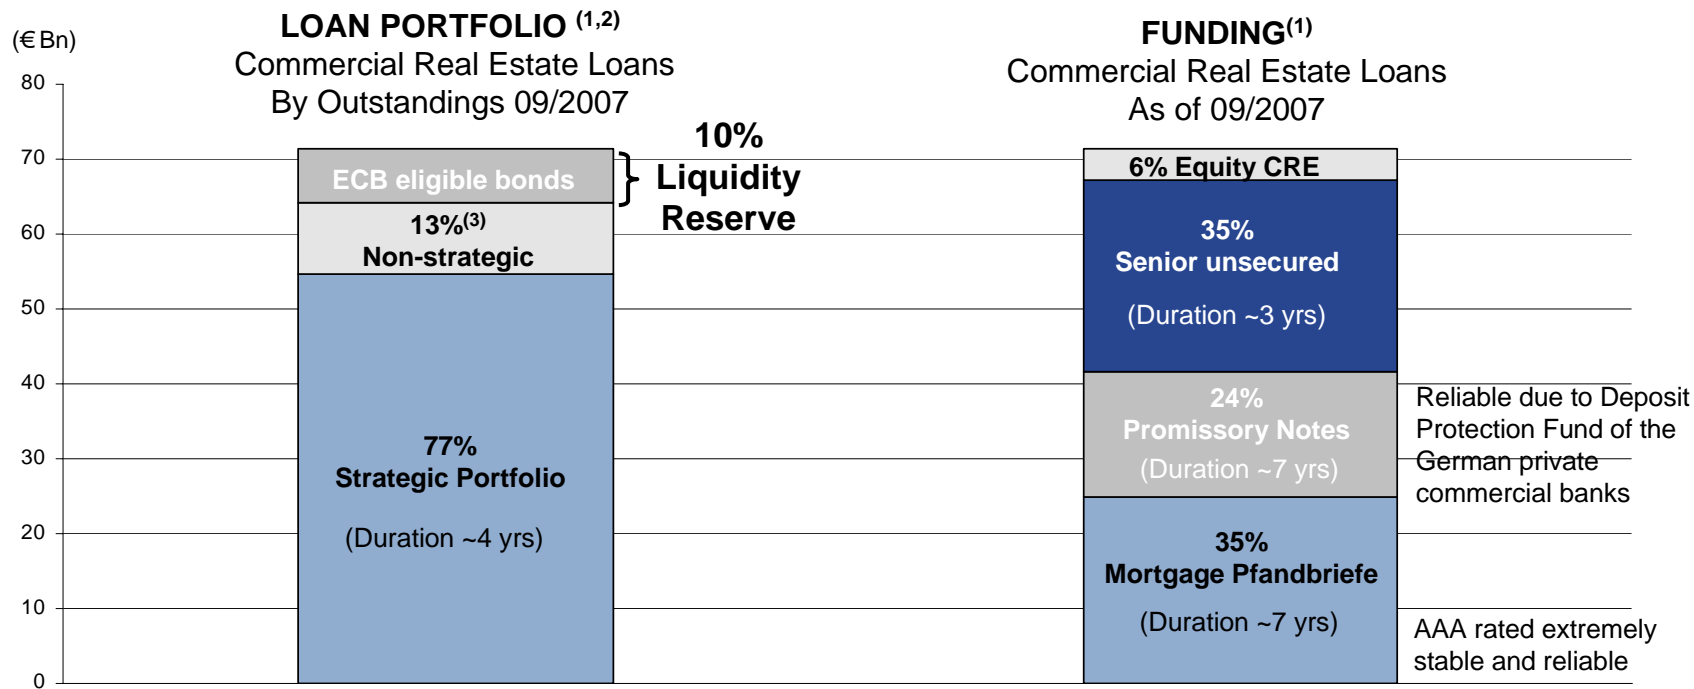 (€ Bn)
LOAN PORTFOLIO (1,2)
Commercial Real Estate Loans
By Outstandings 09/2007
FUNDING(1)
Commercial Real Estate Loans
As of 09/2007
80
70
60
50
40
30
20
10
0
ECB eligible bonds
10%
Liquidity
Reserve
13%(3)
Non-strategic
77%
Strategic Portfolio
(Duration ~4 yrs)
6% Equity CRE
35%
Senior unsecured
(Duration ~3 yrs)
24%
Promissory Notes
(Duration ~7 yrs)
Reliable due to Deposit
Protection Fund of the
German private
commercial banks
35%
Mortgage Pfandbriefe
(Duration ~7 yrs)
AAA rated extremely
stable and reliable